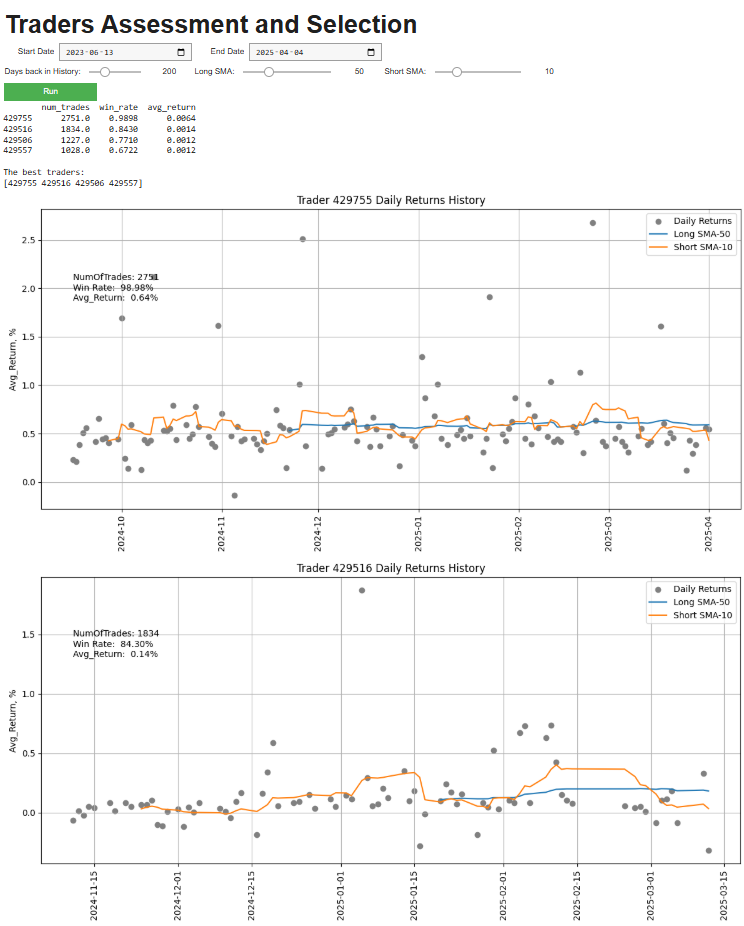 Traders Assessment and Selection
Start Date 2023-06-13 End Date 2025-04-04
Days back in History: 200 Long SMA: 50 Short SMA: 10
Run
num_trades win_rate avg_return
429755 2751.0 0.9898 0.0064
429516 1834.0 0.8430 0.0014
429506 1227.0 0.7710 0.0012
429557 1028.0 0.6722 0.0012
The best traders:
[429755 429516 429506 429557]
Trader 429755 Daily Returns History
Daily Returns
Long SMA-50
Short SMA-10
NumOfTrades: 2751
Win Rate: 98.98%
Avg_Return: 0.64%
Avg_Return, %
2.5
2.0
1.5
1.0
0.5
0.0
2024-10
2024-11
2024-12
2025-01
2025-02
2025-03
2025-04
Trader 429516 Daily Returns History
Daily Returns
Long SMA-50
Short SMA-10
NumOfTrades: 1834
Win Rate: 84.30%
Avg_Return: 0.14%
Avg_Return, %
1.5
1.0
0.5
0.0
2024-11-15
2024-12-01
2024-12-15
2025-01-01
2025-01-15
2025-02-01
2025-02-15
2025-03-01
2025-03-15